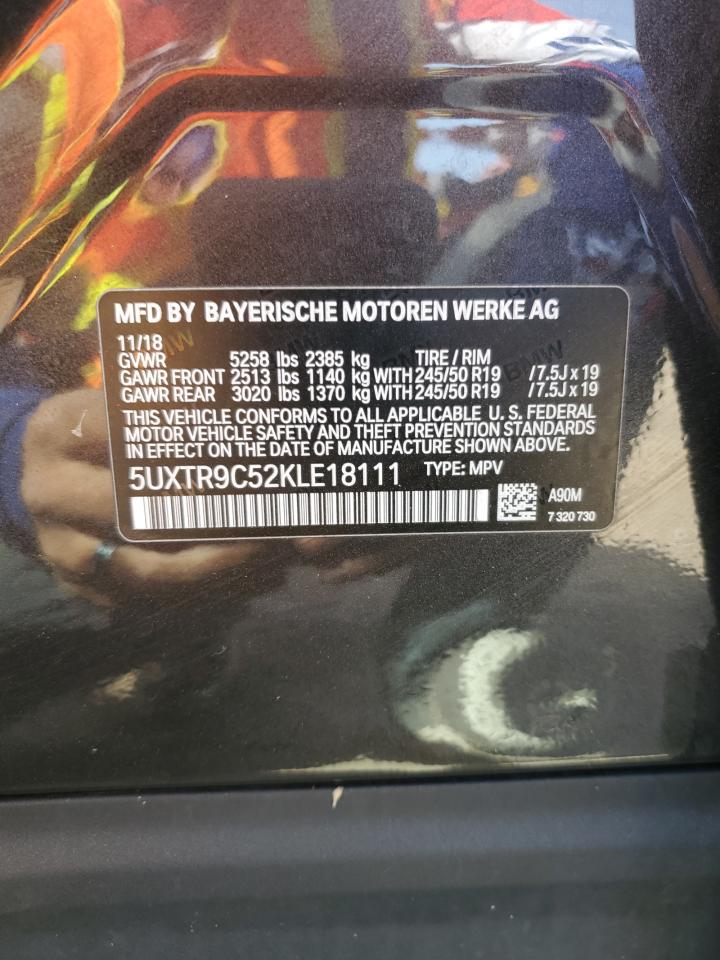 MFD BY BAYERISCHE MOTOREN WERKE AG
11/18
GVWR 5258 lbs 2385 kg TIRE / RIM
GAWR FRONT 2513 lbs 1140 kg WITH 245/50 R19 /7.5J x 19
GAWR REAR 3020 lbs 1370 kg WITH 245/50 R19 /7.5J x 19
THIS VEHICLE CONFORMS TO ALL APPLICABLE U. S. FEDERAL
MOTOR VEHICLE SAFETY AND THEFT PREVENTION STANDARDS
IN EFFECT ON THE DATE OF MANUFACTURE SHOWN ABOVE.
5UXTR9C52KLE18111 TYPE: MPV
A90M
7 320 730